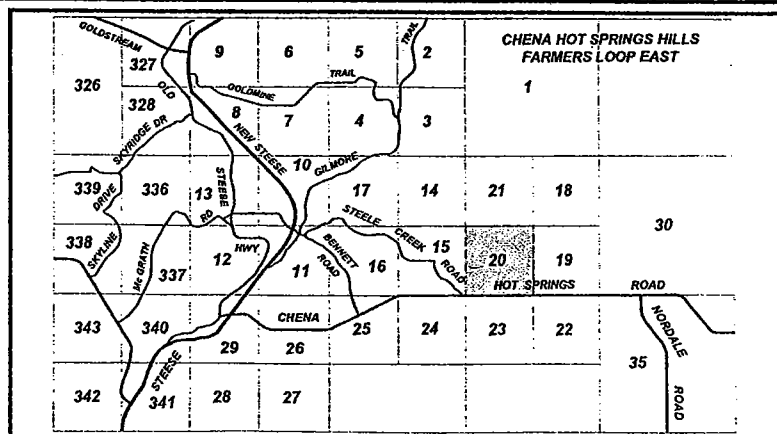 GOLDSTREAM
9
6
5
TRAIL
2
CHENA HOT SPRINGS HILLS
FARMERS LOOP EAST
1
326
327
OLD
328
GOLDMINE
TRAIL
8
7
4
3
SKYRIDGE DR
NEW STEESE
10
GILMORE
339
DRIVE
336
13
STEESE
17
14
21
18
30
338
SKYLINE
McGRATH
RD
337
12
HWY
11
BENNETT
ROAD
16
STEELE
CREEK
15
ROAD
20
19
HOT SPRINGS
ROAD
343
340
CHENA
25
24
23
22
NORDALE
ROAD
35
29
26
STEESE
342
341
28
27